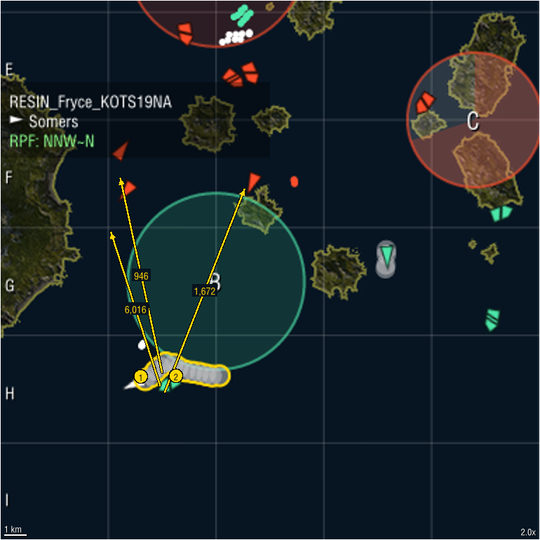 E
RESIN_Fryce_KOTS19NA
Somers
RPF: NNW~N
C
F
G
B
946
1,672
6,016
1
2
H
I
1 km
2.0x